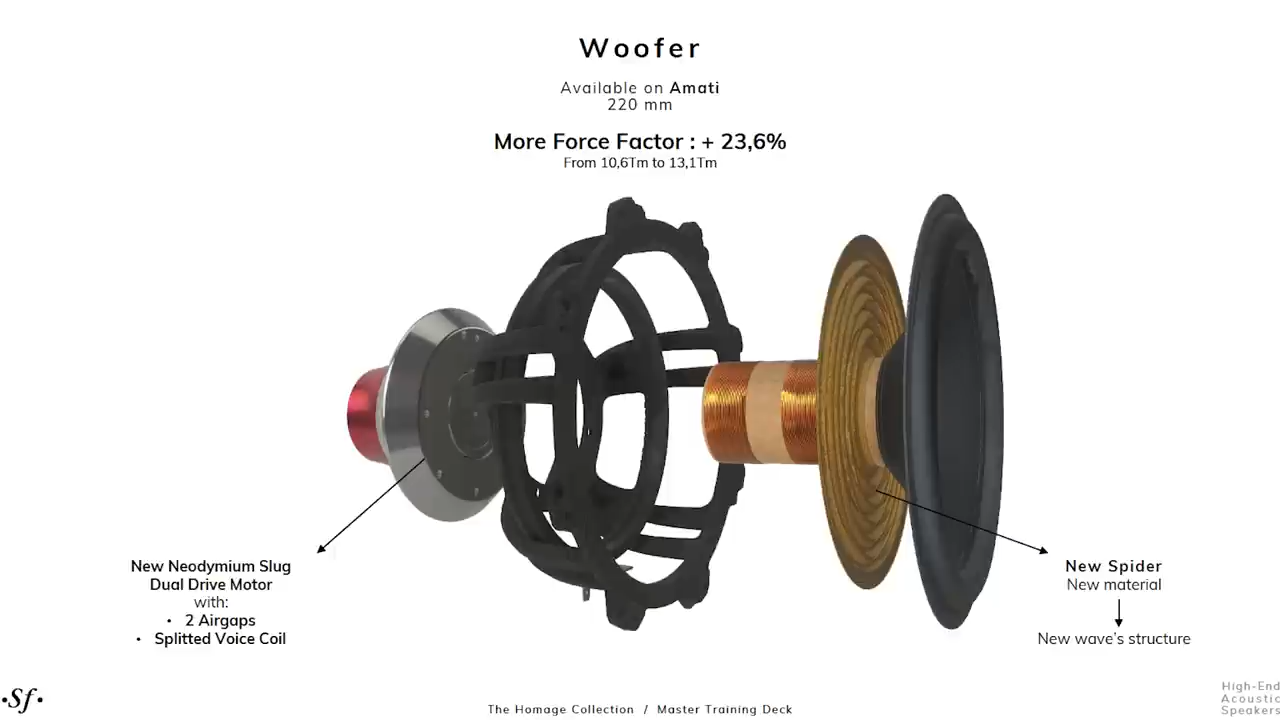 Woofer
Available on Amati
220 mm
More Force Factor : + 23,6%
From 10,6Tm to 13,1Tm
New Neodymium Slug
Dual Drive Motor
with:
• 2 Airgaps
• Splitted Voice Coil
New Spider
New material
New wave's structure
•Sf•
The Homage Collection / Master Training Deck
High-End
Acoustic
Speakers